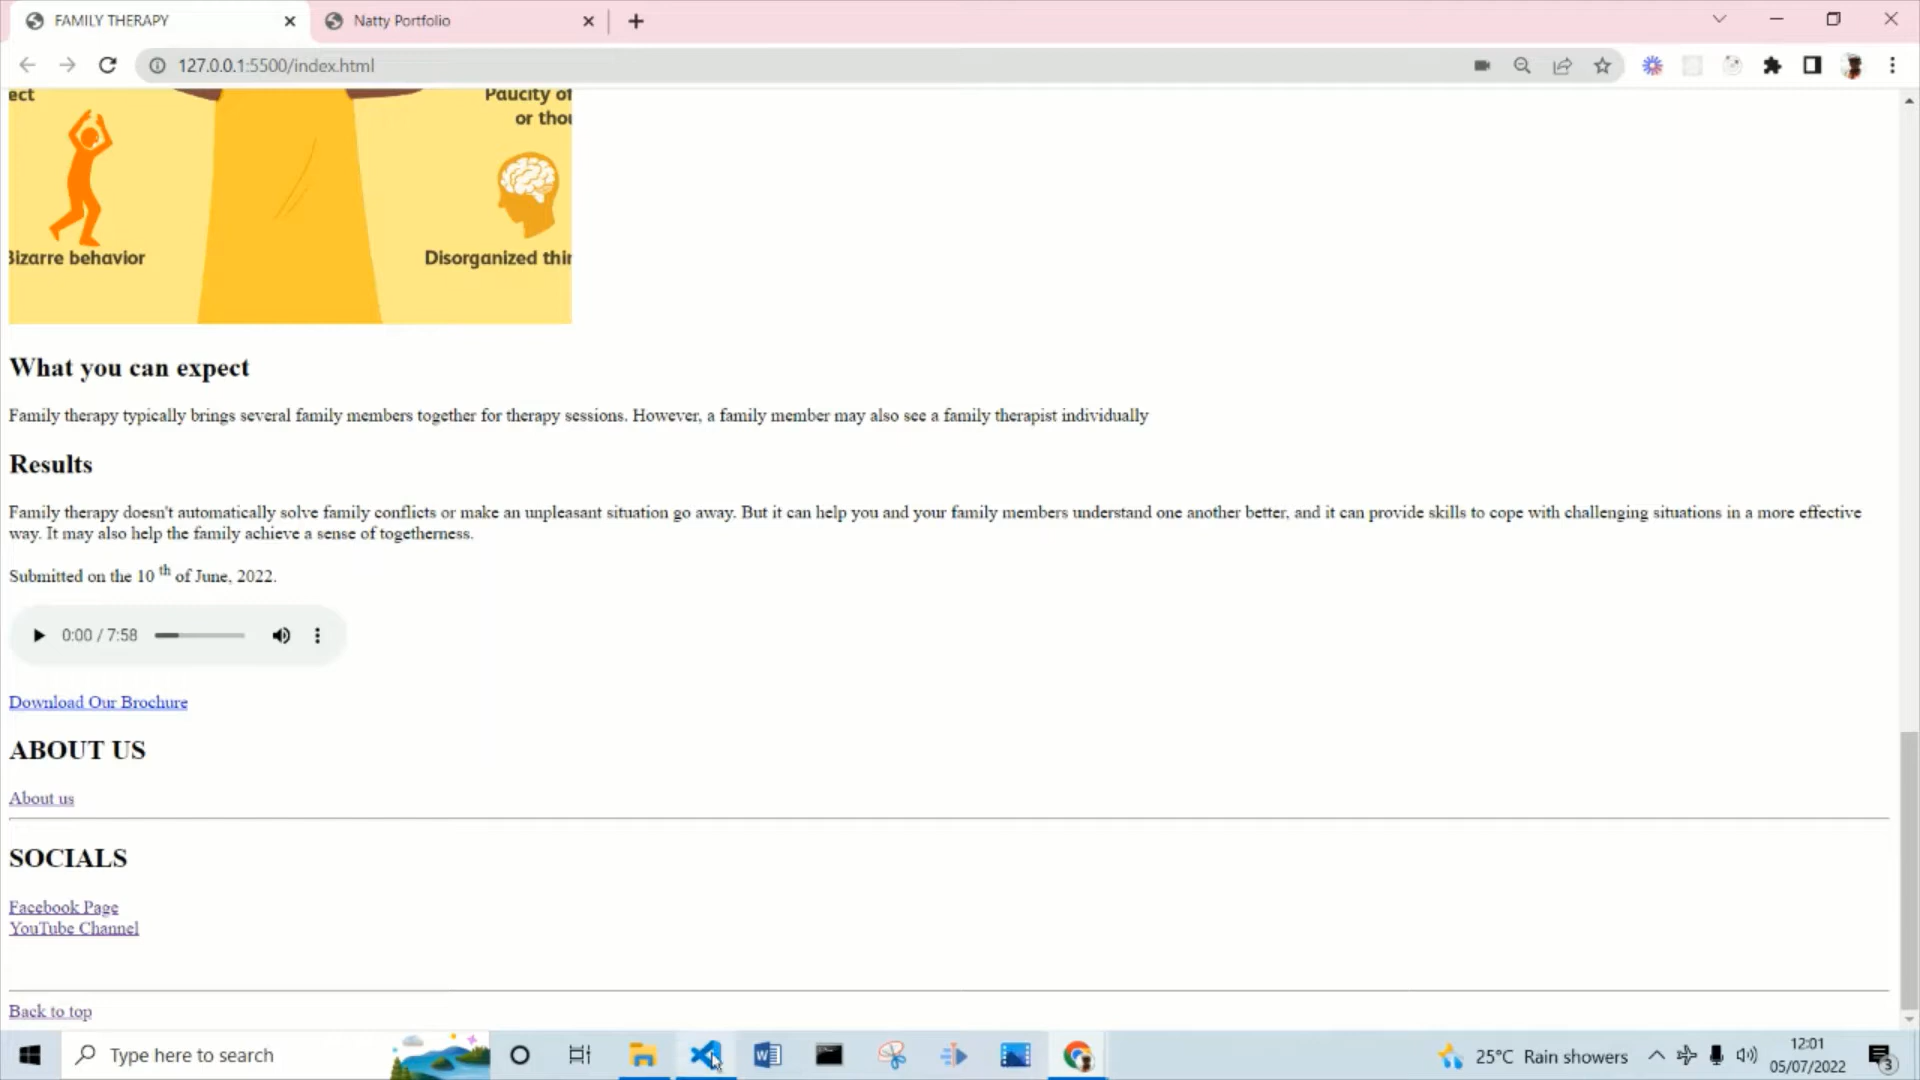 FAMILY THERAPY
Natty Portfolio
127.0.0.1:5500/index.html
ect
Paucity of
or thou
Bizarre behavior
Disorganized thin
What you can expect
Family therapy typically brings several family members together for therapy sessions. However, a family member may also see a family therapist individually
Results
Family therapy doesn't automatically solve family conflicts or make an unpleasant situation go away. But it can help you and your family members understand one another better, and it can provide skills to cope with challenging situations in a more effective
way. It may also help the family achieve a sense of togetherness.
Submitted on the 10 th of June, 2022.
0:00 / 7:58
Download Our Brochure
ABOUT US
About us
SOCIALS
Facebook Page
YouTube Channel
Back to top
Type here to search
25°C Rain showers
12:01
05/07/2022
3